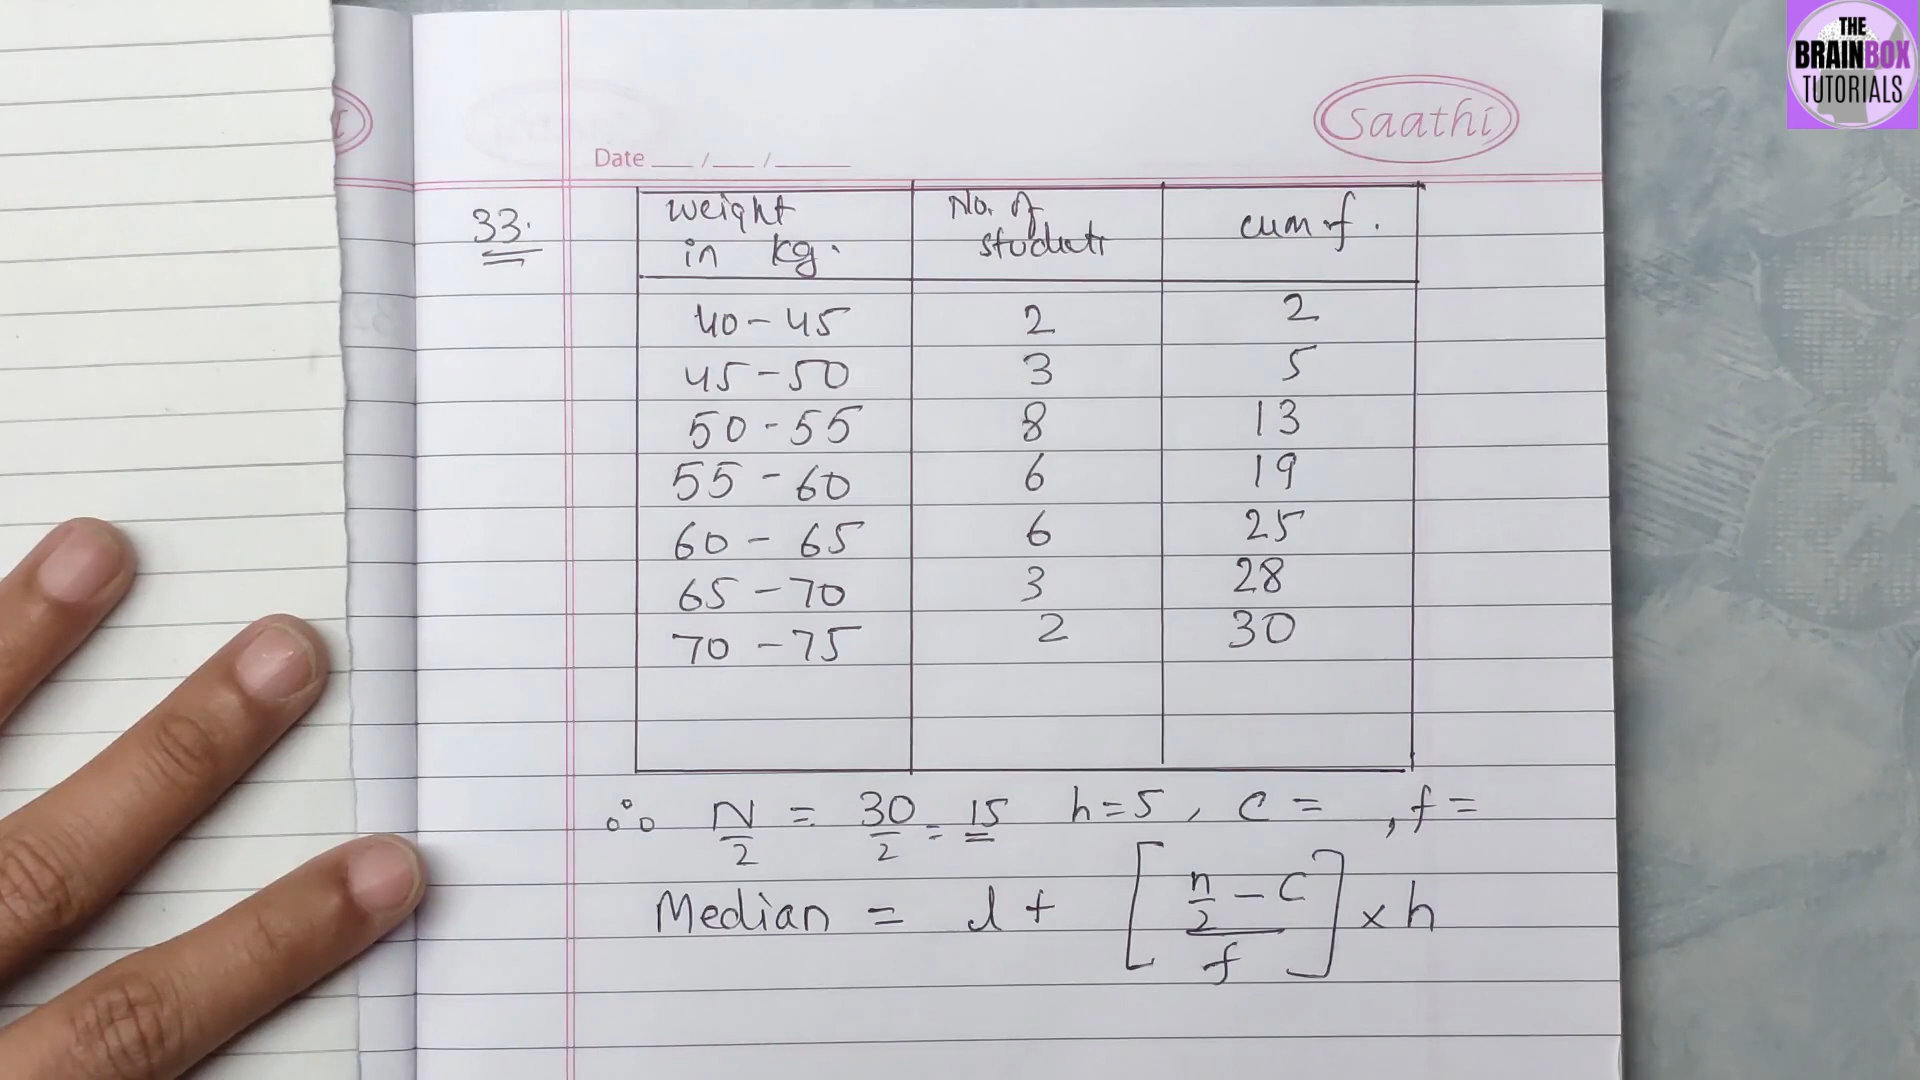 THE
BRAINBOX
TUTORIALS
Saathi
Date ___ / ___ / _____
33.
weight in kg.	No. of students	cum f.
40 - 45	2	2
45 - 50	3	5
50 - 55	8	13
55 - 60	6	19
60 - 65	6	25
65 - 70	3	28
70 - 75	2	30
∴ N/2 = 30/2 = 15 h = 5 , C = , f =
Median = l + [ (n/2 - C) / f ] × h